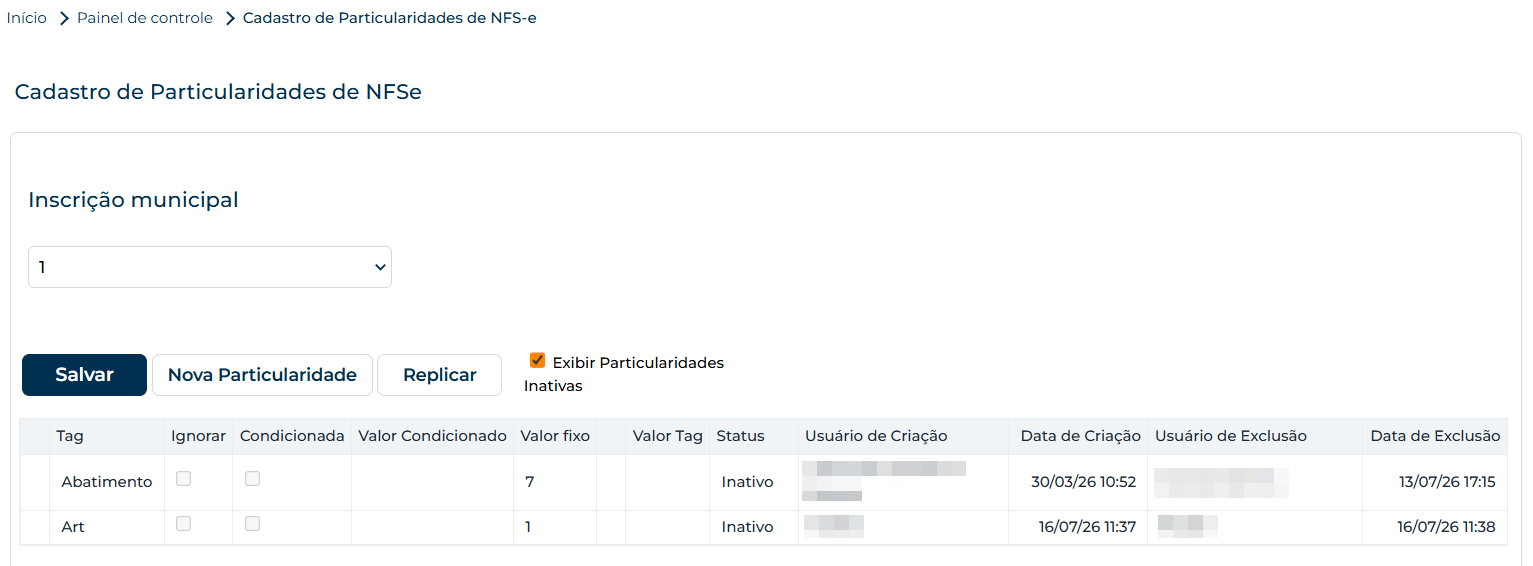 Início > Painel de controle > Cadastro de Particularidades de NFS-e
Cadastro de Particularidades de NFSe
Inscrição municipal
1
Salvar Nova Particularidade Replicar Exibir Particularidades
Inativas
Tag Ignorar Condicionada Valor Condicionado Valor fixo Valor Tag Status Usuário de Criação Data de Criação Usuário de Exclusão Data de Exclusão
Abatimento 7 Inativo 30/03/26 10:52 13/07/26 17:15
Art 1 Inativo 16/07/26 11:37 16/07/26 11:38